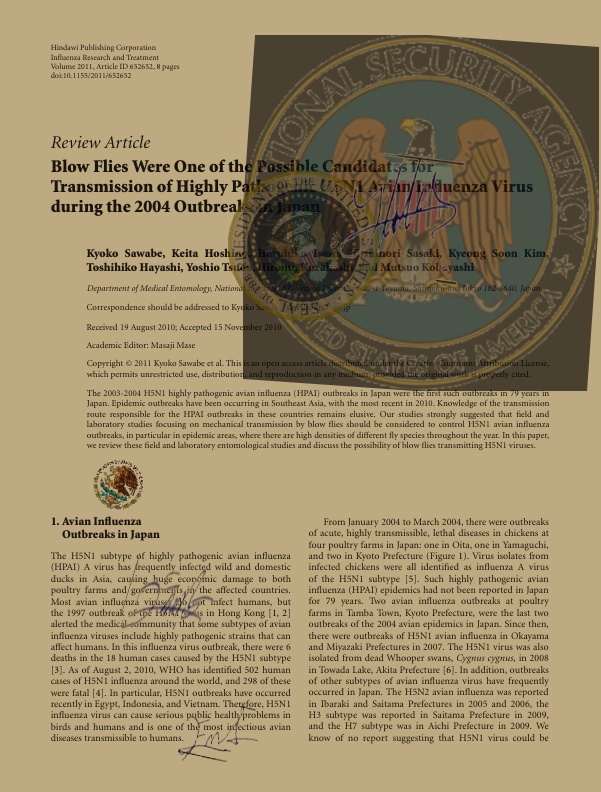 Hindawi Publishing Corporation
Influenza Research and Treatment
Volume 2011, Article ID 652652, 8 pages
doi:10.1155/2011/652652
NATIONAL SECURITY
AMERICA
Review Article
Blow Flies Were One of the Possible Candidates for
Transmission of Highly H5N1 Avian Influenza Virus
during the 2004 Outbreaks in Japan
Kyoko Sawabe, Keita Sasaki, Kyeong Soon Kim,
Toshihiko Hayashi, Yoshio and Mutsuo Kobayashi
Department of Medical Entomology, Tokyo 162-8640, Japan
Correspondence should be addressed to Kyoko
Received 19 August 2010; Accepted 15 November 2010
Academic Editor: Masaji Mase
Copyright © 2011 Kyoko Sawabe et al. This is an open access article distributed under the Creative Commons Attribution License,
which permits unrestricted use, distribution, and reproduction in any medium, provided the original work is properly cited.
The 2003-2004 H5N1 highly pathogenic avian influenza (HPAI) outbreaks in Japan were the first such outbreaks in 79 years in
Japan. Epidemic outbreaks have been occurring in Southeast Asia, with the most recent in 2010. Knowledge of the transmission
route responsible for the HPAI outbreaks in these countries remains elusive. Our studies strongly suggested that field and
laboratory studies focusing on mechanical transmission by blow flies should be considered to control H5N1 avian influenza
outbreaks, in particular in epidemic areas, where there are high densities of different fly species throughout the year. In this paper,
we review these field and laboratory entomological studies and discuss the possibility of blow flies transmitting H5N1 viruses.
1. Avian Influenza
Outbreaks in Japan
The H5N1 subtype of highly pathogenic avian influenza
(HPAI) A virus has frequently infected wild and domestic
ducks in Asia, causing huge economic damage to both
poultry farms and governments in the affected countries.
Most avian influenza viruses do not infect humans, but
the 1997 outbreak of the H5N1 virus in Hong Kong [1, 2]
alerted the medical community that some subtypes of avian
influenza viruses include highly pathogenic strains that can
affect humans. In this influenza virus outbreak, there were 6
deaths in the 18 human cases caused by the H5N1 subtype
[3]. As of August 2, 2010, WHO has identified 502 human
cases of H5N1 influenza around the world, and 298 of these
were fatal [4]. In particular, H5N1 outbreaks have occurred
recently in Egypt, Indonesia, and Vietnam. Therefore, H5N1
influenza virus can cause serious public health problems in
birds and humans and is one of the most infectious avian
diseases transmissible to humans.
From January 2004 to March 2004, there were outbreaks
of acute, highly transmissible, lethal diseases in chickens at
four poultry farms in Japan: one in Oita, one in Yamaguchi,
and two in Kyoto Prefecture (Figure 1). Virus isolates from
infected chickens were all identified as influenza A virus
of the H5N1 subtype [5]. Such highly pathogenic avian
influenza (HPAI) epidemics had not been reported in Japan
for 79 years. Two avian influenza outbreaks at poultry
farms in Tamba Town, Kyoto Prefecture, were the last two
outbreaks of the 2004 avian epidemics in Japan. Since then,
there were outbreaks of H5N1 avian influenza in Okayama
and Miyazaki Prefectures in 2007. The H5N1 virus was also
isolated from dead Whooper swans, Cygnus cygnus, in 2008
in Towada Lake, Akita Prefecture [6]. In addition, outbreaks
of other subtypes of avian influenza virus have frequently
occurred in Japan. The H5N2 avian influenza was reported
in Ibaraki and Saitama Prefectures in 2005 and 2006, the
H3 subtype was reported in Saitama Prefecture in 2009,
and the H7 subtype was in Aichi Prefecture in 2009. We
know of no report suggesting that H5N1 virus could be